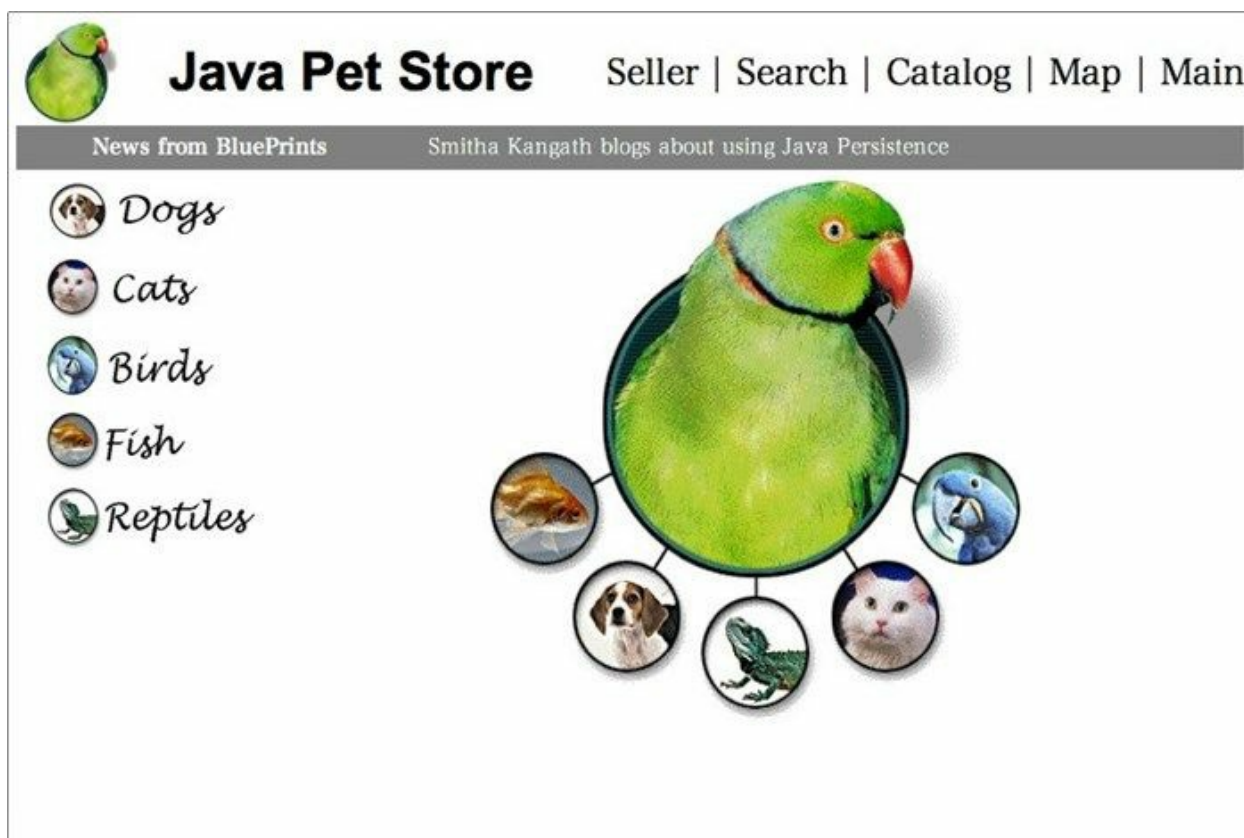 Java Pet Store
Seller | Search | Catalog | Map | Main
News from BluePrints
Smitha Kangath blogs about using Java Persistence
Dogs
Cats
Birds
Fish
Reptiles